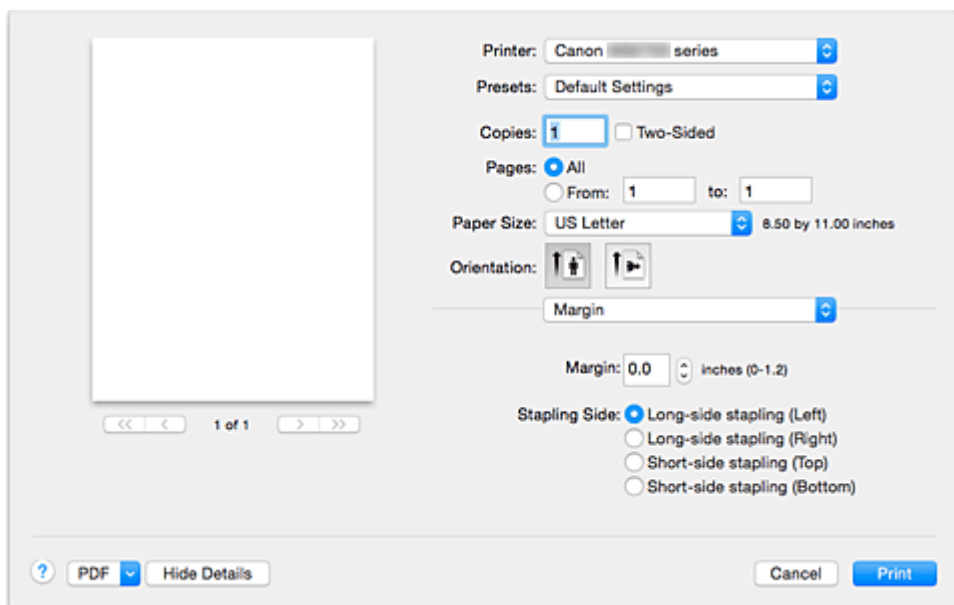 Printer: Canon series
Presets: Default Settings
Copies: 1 Two-Sided
Pages: All
From: 1 to: 1
Paper Size: US Letter 8.50 by 11.00 inches
Orientation:
Margin
Margin: 0.0 inches (0-1.2)
<< < 1 of 1 > >>
Stapling Side: Long-side stapling (Left)
Long-side stapling (Right)
Short-side stapling (Top)
Short-side stapling (Bottom)
? PDF Hide Details Cancel Print